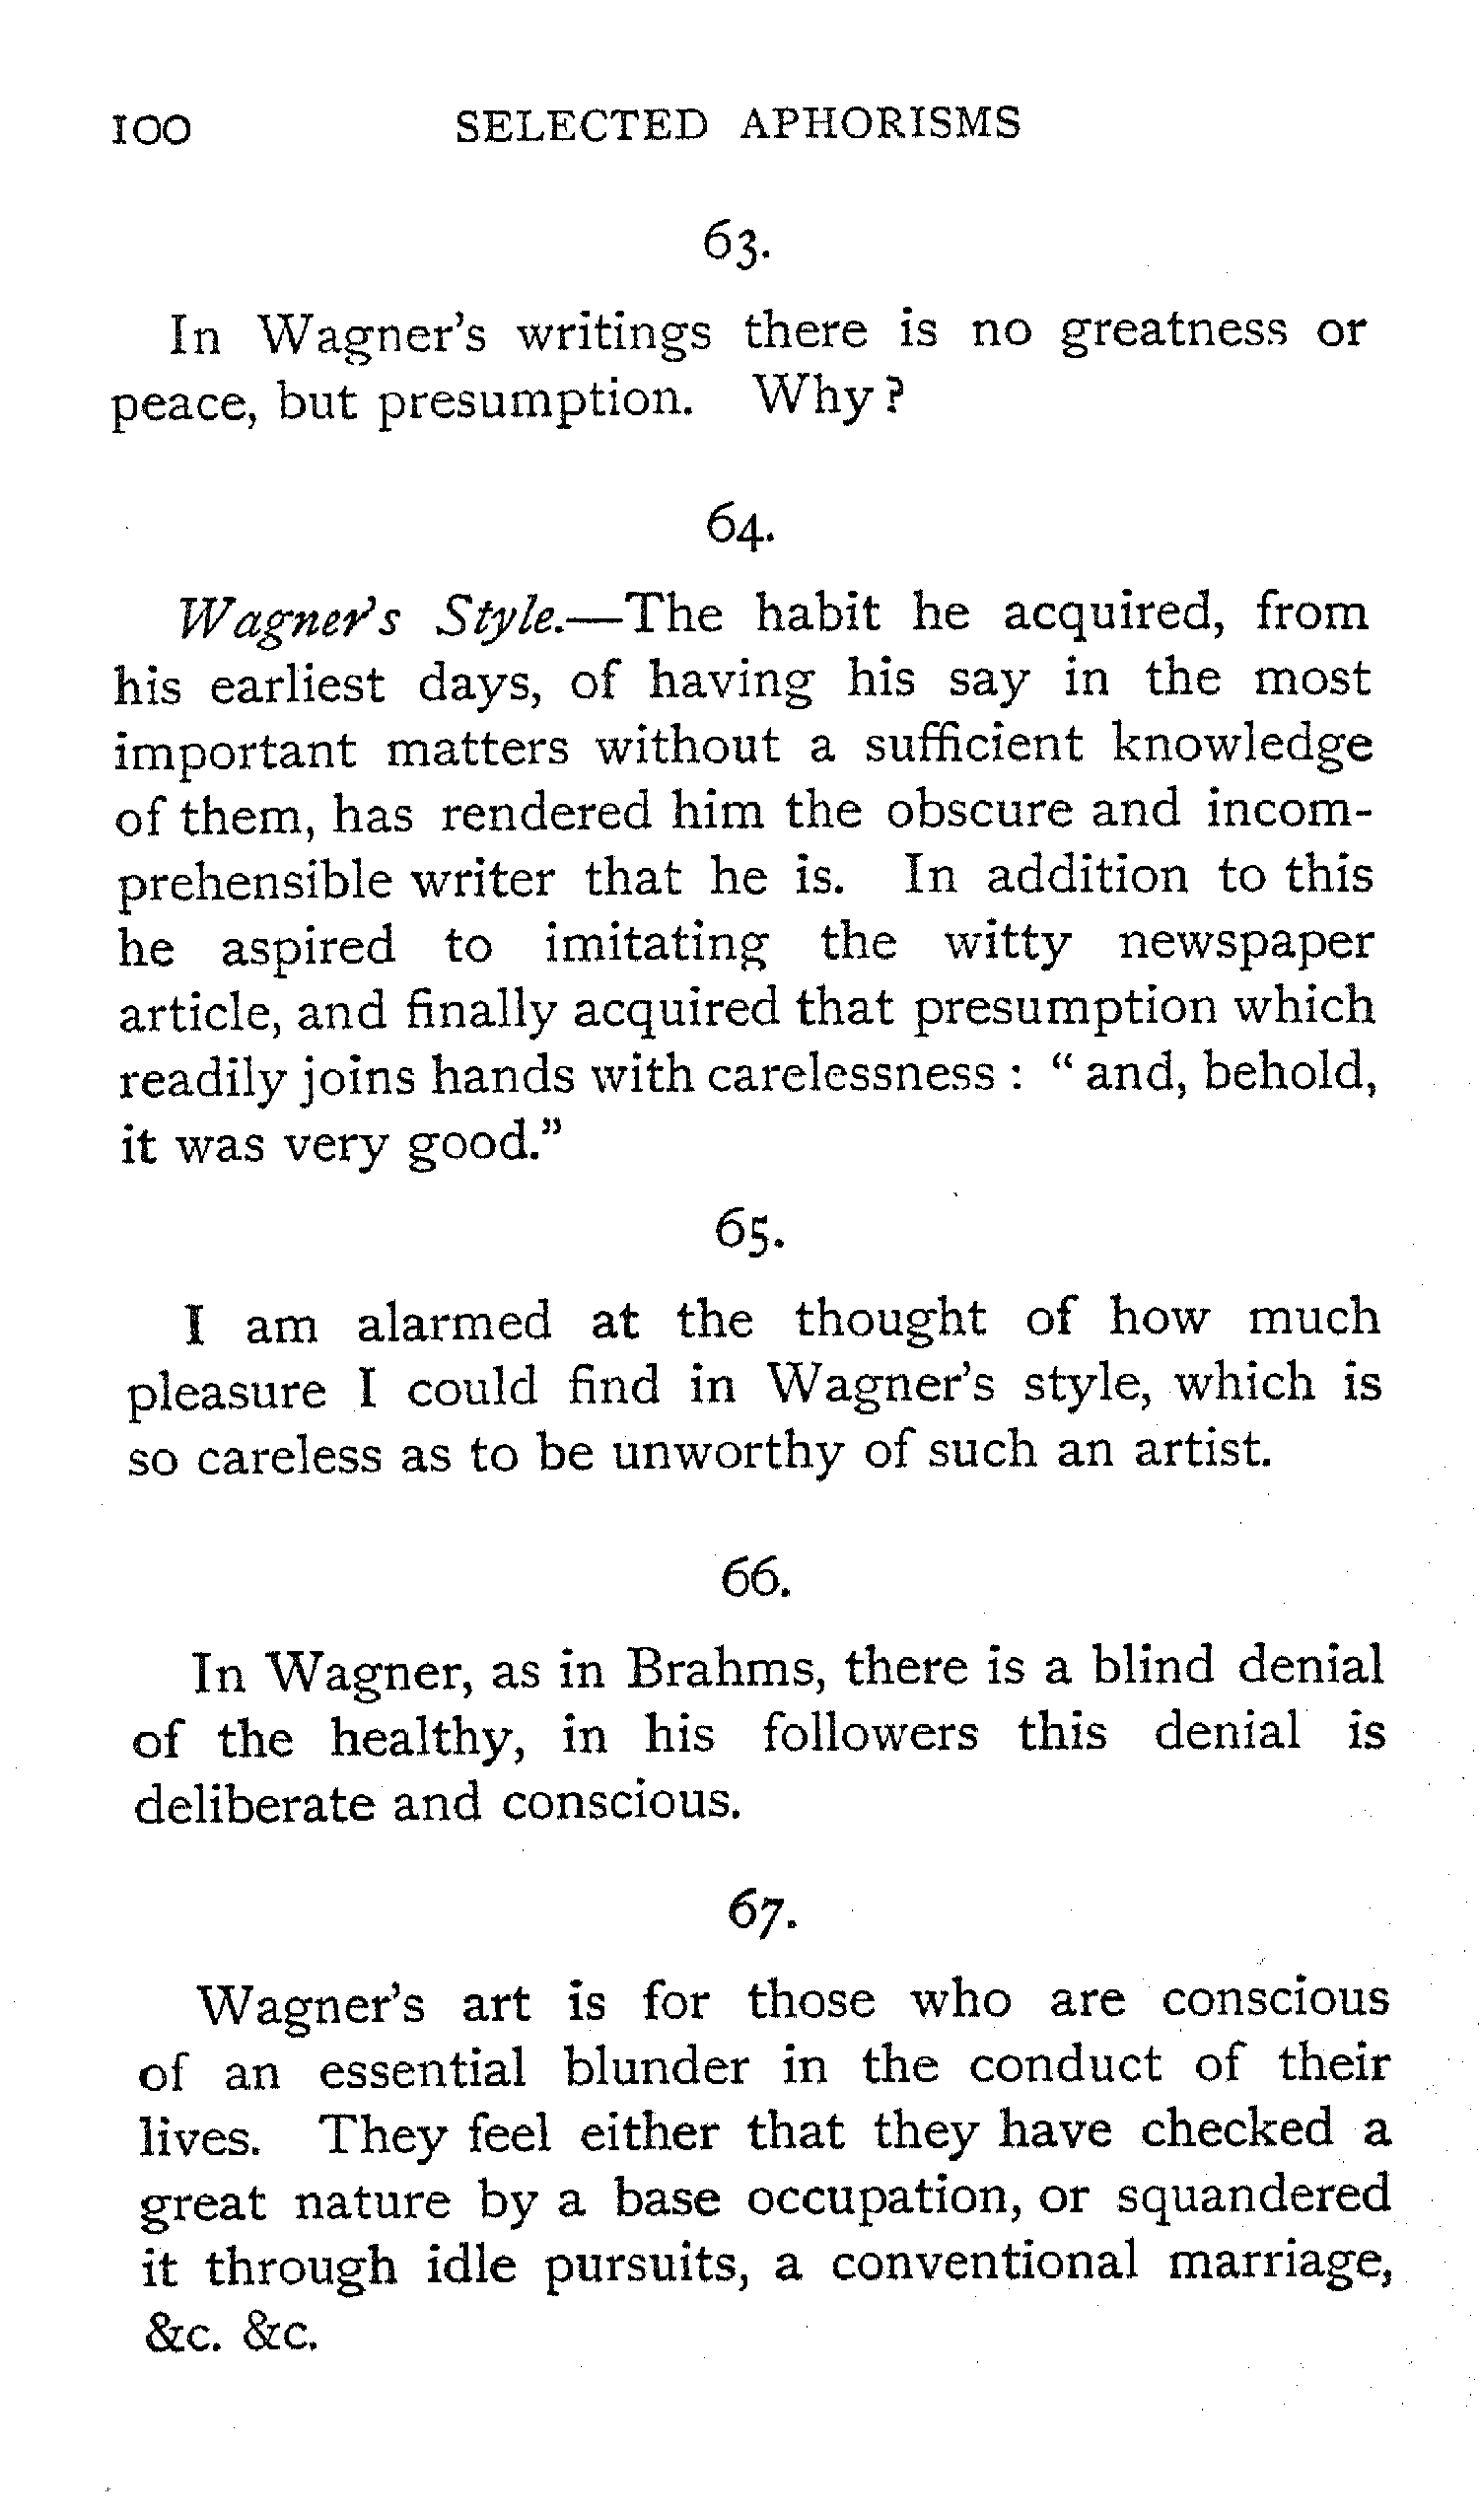 100 SELECTED APHORISMS
63.
In Wagner's writings there is no greatness or
peace, but presumption. Why?
64.
Wagner's Style.—The habit he acquired, from
his earliest days, of having his say in the most
important matters without a sufficient knowledge
of them, has rendered him the obscure and incom-
prehensible writer that he is. In addition to this
he aspired to imitating the witty newspaper
article, and finally acquired that presumption which
readily joins hands with carelessness : " and, behold,
it was very good."
65.
I am alarmed at the thought of how much
pleasure I could find in Wagner's style, which is
so careless as to be unworthy of such an artist.
66.
In Wagner, as in Brahms, there is a blind denial
of the healthy, in his followers this denial is
deliberate and conscious.
67.
Wagner's art is for those who are conscious
of an essential blunder in the conduct of their
lives. They feel either that they have checked a
great nature by a base occupation, or squandered
it through idle pursuits, a conventional marriage,
&c. &c.